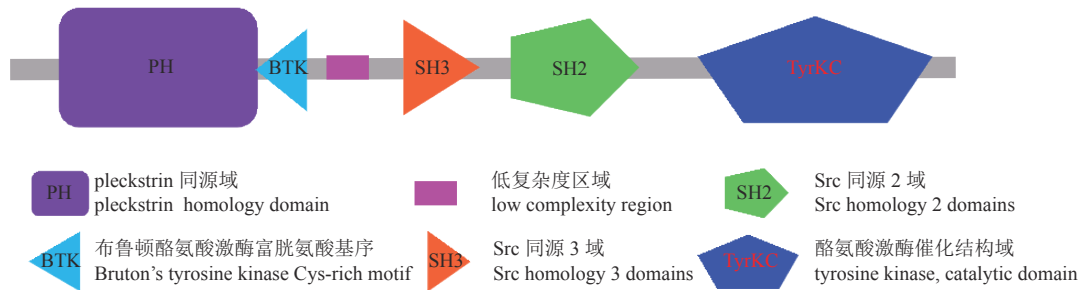 PH
BTK
SH3
SH2
TyrKC
PH
pleckstrin 同源域
pleckstrin homology domain
低复杂度区域
low complexity region
SH2
Src 同源 2 域
Src homology 2 domains
BTK
布鲁顿酪氨酸激酶富胱氨酸基序
Bruton's tyrosine kinase Cys-rich motif
SH3
Src 同源 3 域
Src homology 3 domains
TyrKC
酪氨酸激酶催化结构域
tyrosine kinase, catalytic domain